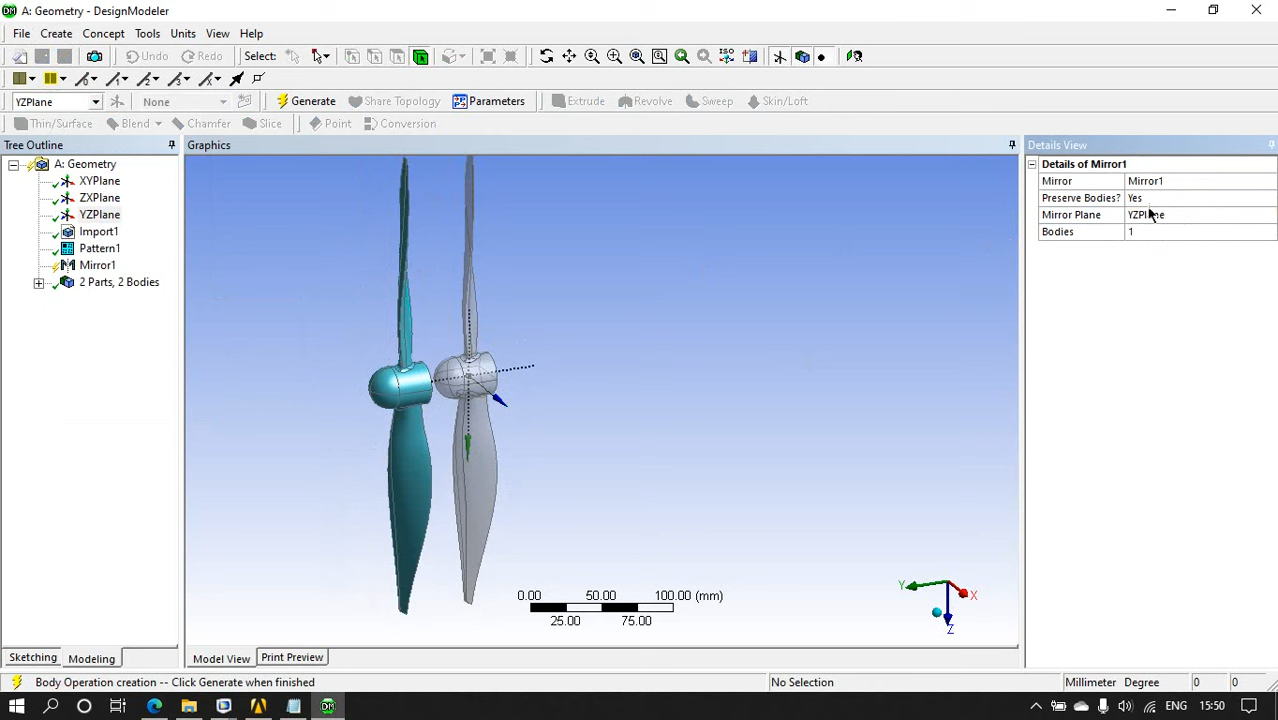 A: Geometry - DesignModeler
File Create Concept Tools Units View Help
Undo Redo Select: ISO
YZPlane None Generate Share Topology Parameters Extrude Revolve Sweep Skin/Loft
Thin/Surface Blend Chamfer Slice Point Conversion
Tree Outline
A: Geometry
XYPlane
ZXPlane
YZPlane
Import1
Pattern1
Mirror1
2 Parts, 2 Bodies
Sketching Modeling
Graphics
0.00 50.00 100.00 (mm)
25.00 75.00
Y X
Z
Model View Print Preview
Details View
Details of Mirror1
Mirror Mirror1
Preserve Bodies? Yes
Mirror Plane YZPlane
Bodies 1
Body Operation creation -- Click Generate when finished No Selection Millimeter Degree 0 0
ENG 15:50